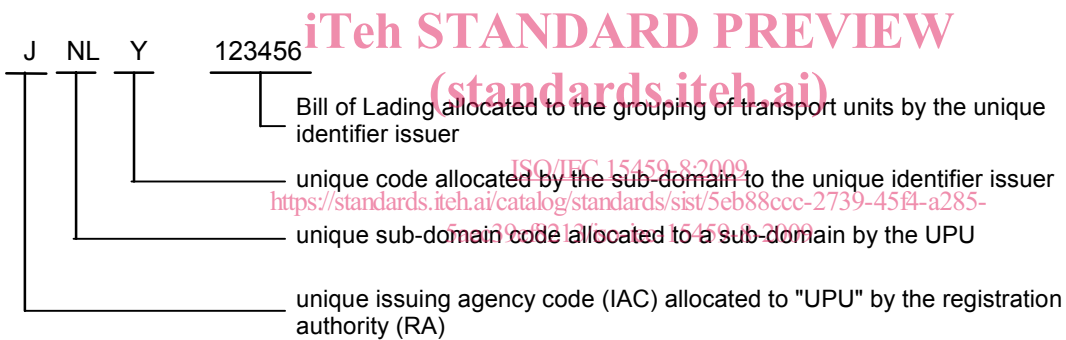 iTeh STANDARD PREVIEW
J NL Y 123456
(standards.iteh.ai)
Bill of Lading allocated to the grouping of transport units by the unique
identifier issuer
ISO/IEC 15459-8:2009
unique code allocated by the sub-domain to the unique identifier issuer
https://standards.iteh.ai/catalog/standards/sist/5eb88ccc-2739-45f4-a285-
unique sub-domain code allocated to a sub-domain by the UPU
unique issuing agency code (IAC) allocated to "UPU" by the registration
authority (RA)